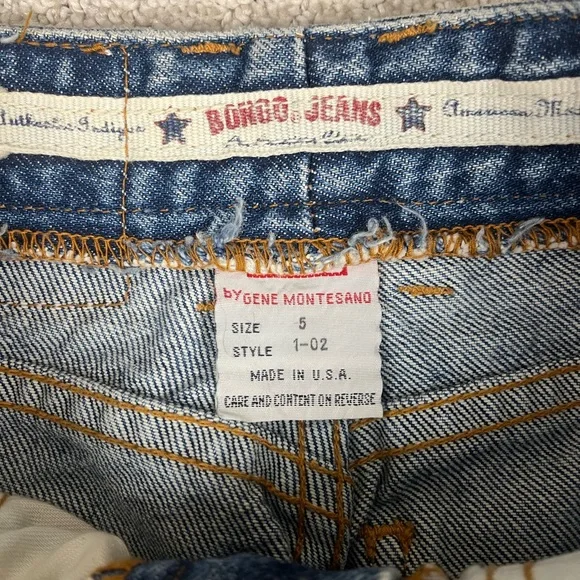 Authentic Indigo ★ BONGO JEANS ★ American
by GENE MONTESANO
SIZE 5
STYLE 1-02
MADE IN U.S.A.
CARE AND CONTENT ON REVERSE